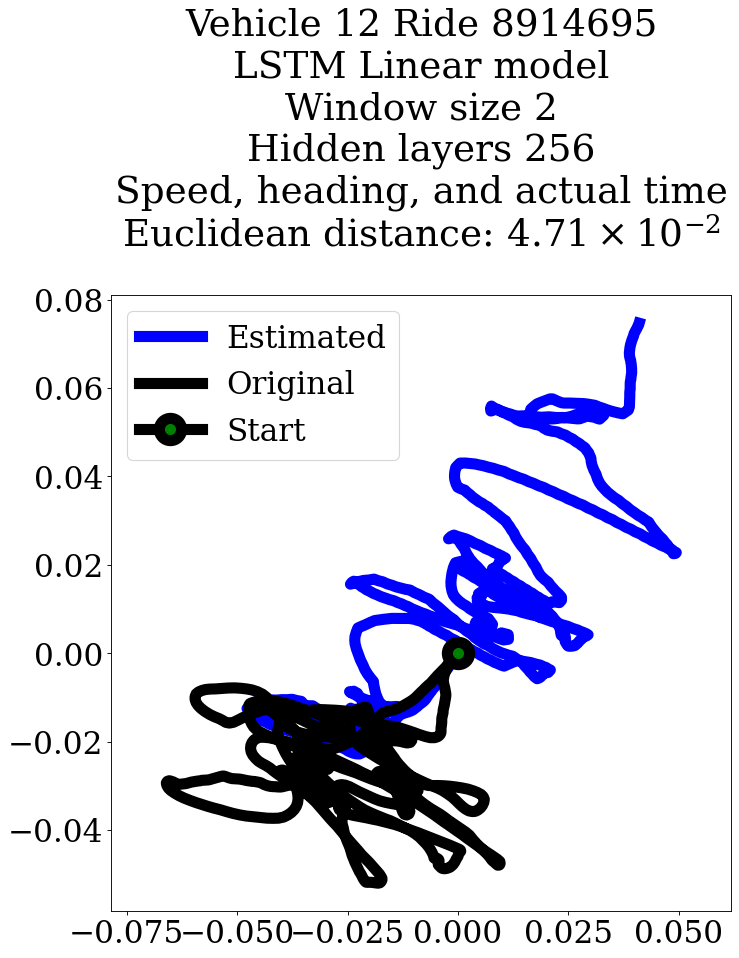 Vehicle 12 Ride 8914695
LSTM Linear model
Window size 2
Hidden layers 256
Speed, heading, and actual time
Euclidean distance: 4.71 × 10⁻²
Estimated
Original
Start
0.08
0.06
0.04
0.02
0.00
−0.02
−0.04
−0.075 −0.050 −0.025 0.000 0.025 0.050